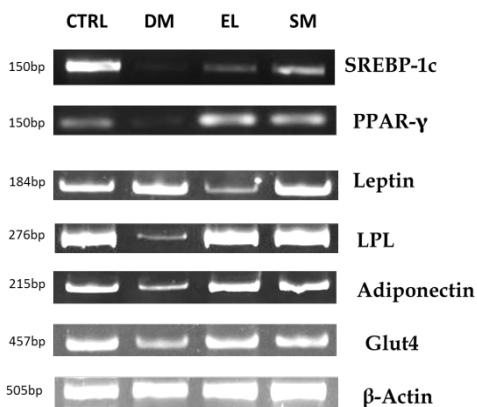 CTRL DM EL SM
150bp SREBP-1c
150bp PPAR-γ
184bp Leptin
276bp LPL
215bp Adiponectin
457bp Glut4
505bp β-Actin